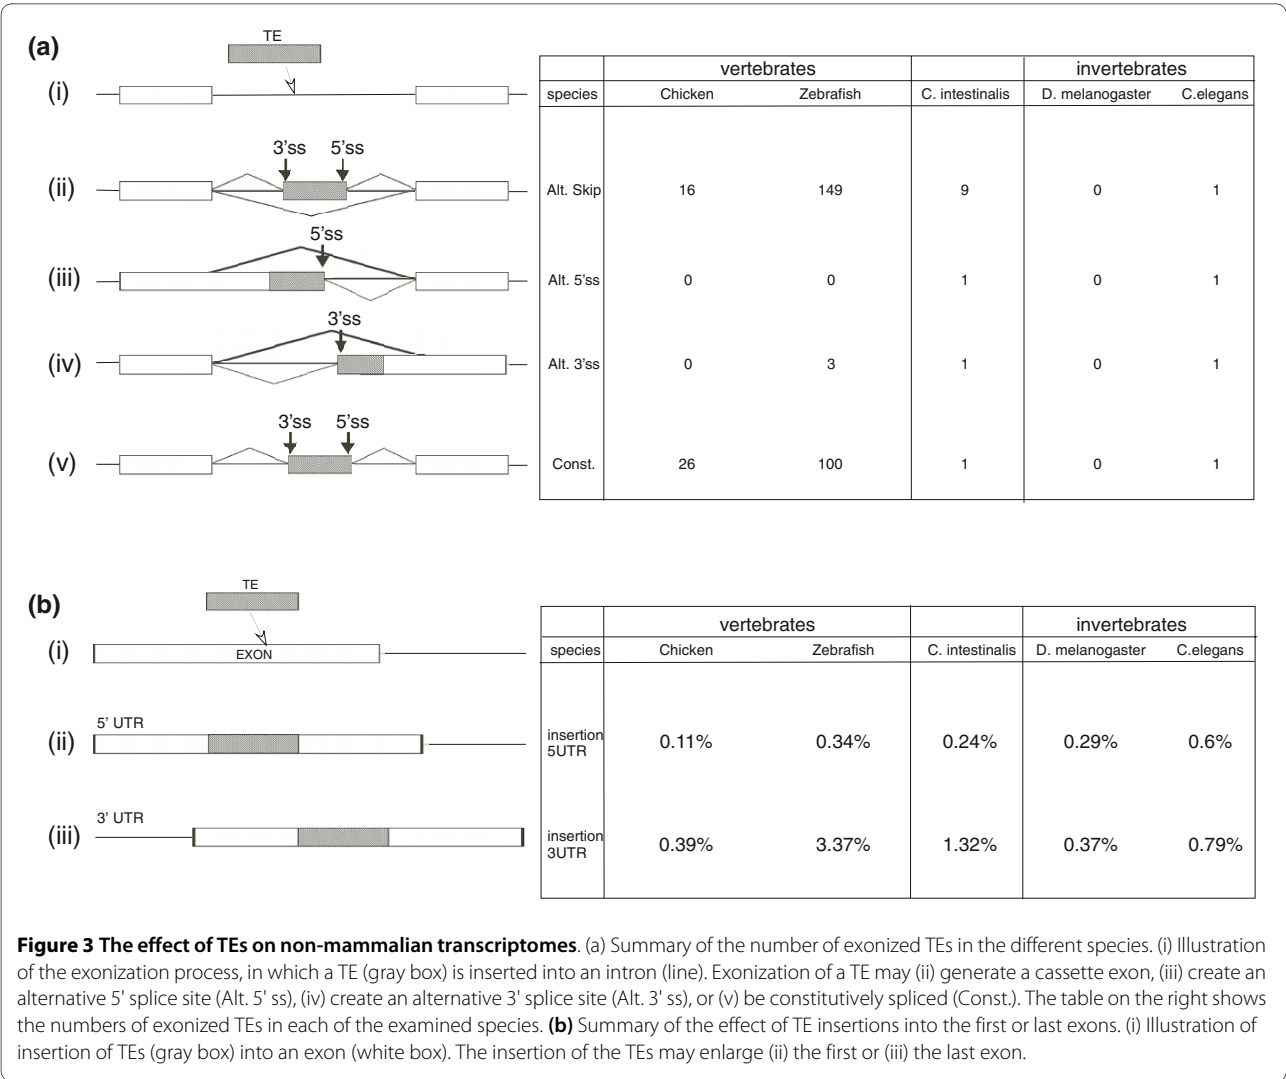 (a)
TE
(i)
3'ss 5'ss
(ii)
5'ss
(iii)
3'ss
(iv)
3'ss 5'ss
(v)
vertebrates invertebrates
species Chicken Zebrafish C. intestinalis D. melanogaster C.elegans
Alt. Skip 16 149 9 0 1
Alt. 5'ss 0 0 1 0 1
Alt. 3'ss 0 3 1 0 1
Const. 26 100 1 0 1
(b)
TE
(i) EXON
5' UTR
(ii)
3' UTR
(iii)
vertebrates invertebrates
species Chicken Zebrafish C. intestinalis D. melanogaster C.elegans
insertion
5UTR 0.11% 0.34% 0.24% 0.29% 0.6%
insertion
3UTR 0.39% 3.37% 1.32% 0.37% 0.79%
Figure 3 The effect of TEs on non-mammalian transcriptomes. (a) Summary of the number of exonized TEs in the different species. (i) Illustration
of the exonization process, in which a TE (gray box) is inserted into an intron (line). Exonization of a TE may (ii) generate a cassette exon, (iii) create an
alternative 5' splice site (Alt. 5' ss), (iv) create an alternative 3' splice site (Alt. 3' ss), or (v) be constitutively spliced (Const.). The table on the right shows
the numbers of exonized TEs in each of the examined species. (b) Summary of the effect of TE insertions into the first or last exons. (i) Illustration of
insertion of TEs (gray box) into an exon (white box). The insertion of the TEs may enlarge (ii) the first or (iii) the last exon.